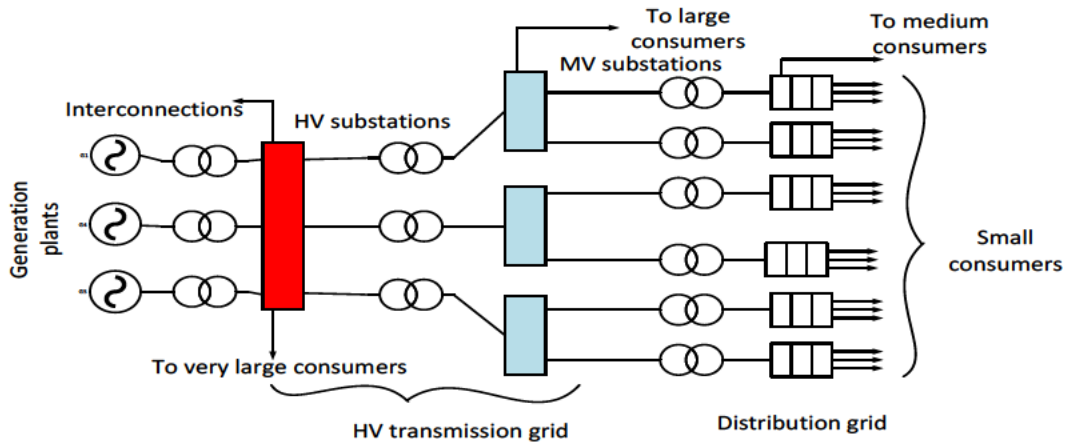 To large
consumers
To medium
consumers
MV substations
Interconnections
HV substations
Generation
plants
Small
consumers
To very large consumers
HV transmission grid
Distribution grid